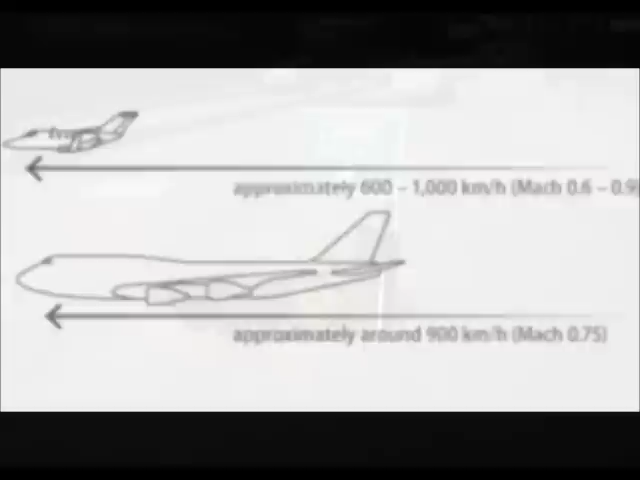 approximately 600 – 1,000 km/h (Mach 0.6 – 0.9
approximately around 900 km/h (Mach 0.75)